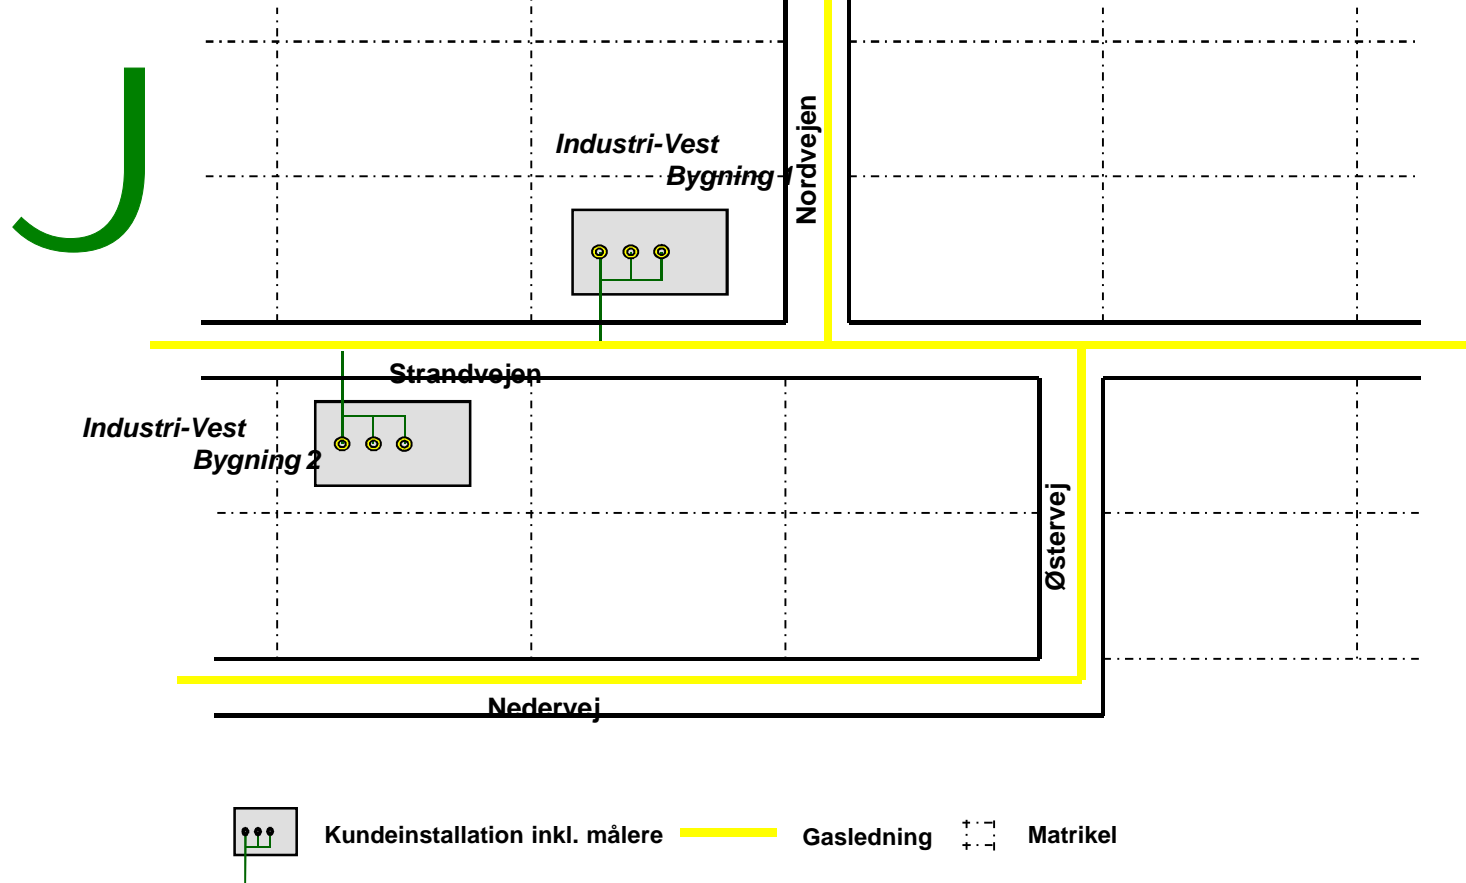 J
Industri-Vest
Bygning 1
Nordvejen
Strandvejen
Industri-Vest
Bygning 2
Østervej
Nedervej
Kundeinstallation inkl. målere
Gasledning
Matrikel